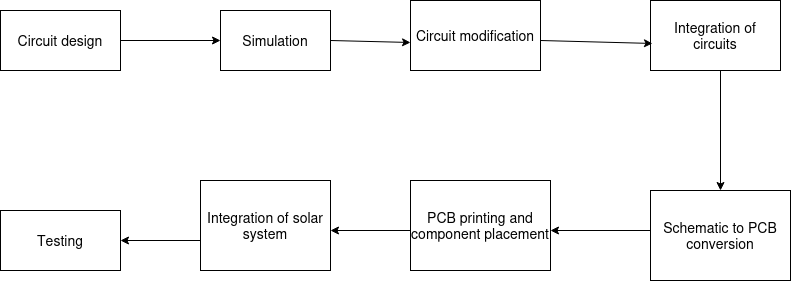 Circuit design
Simulation
Circuit modification
Integration of
circuits
Schematic to PCB
conversion
PCB printing and
component placement
Integration of solar
system
Testing